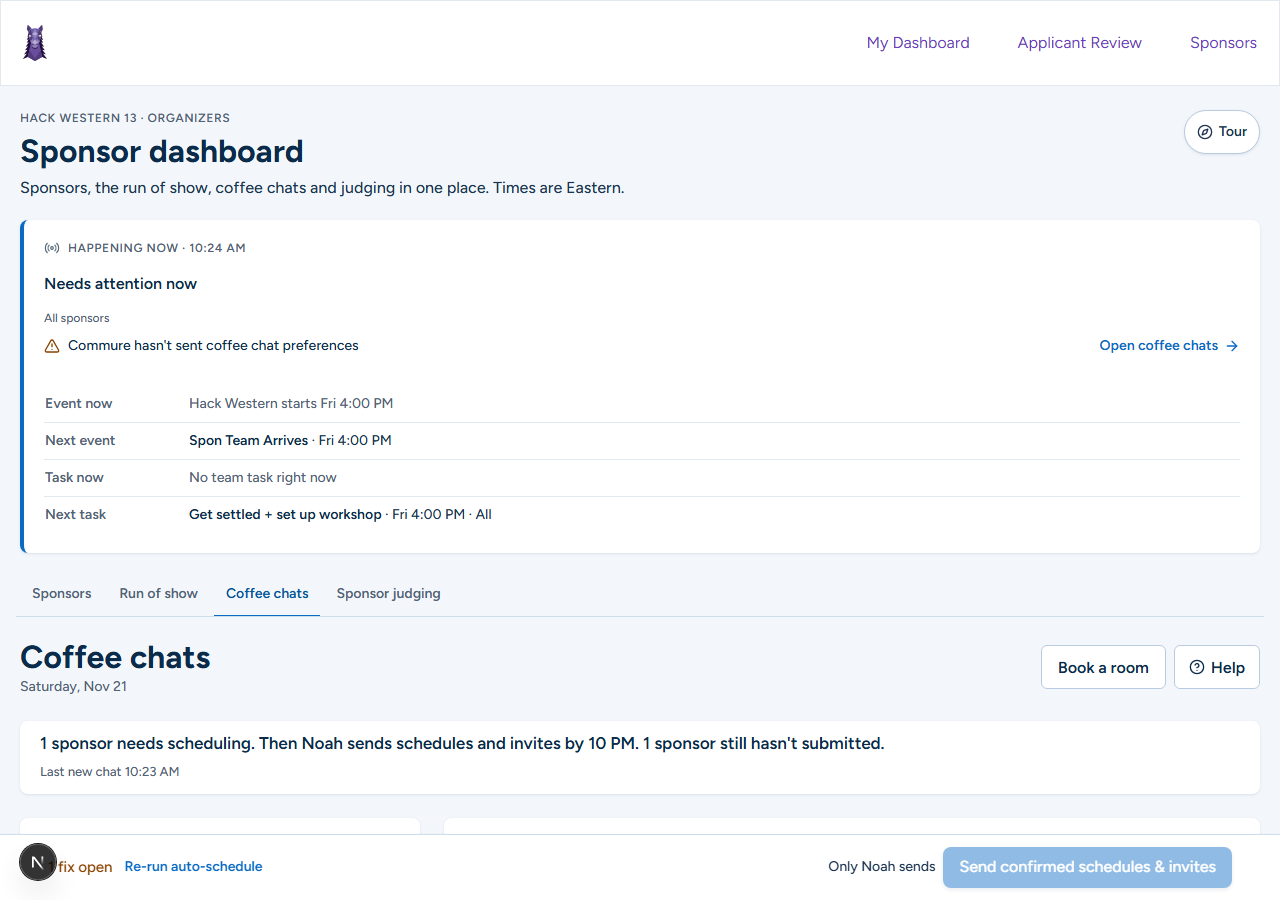 My Dashboard
Applicant Review
Sponsors
HACK WESTERN 13 · ORGANIZERS
Sponsor dashboard
Tour
Sponsors, the run of show, coffee chats and judging in one place. Times are Eastern.
HAPPENING NOW · 10:24 AM
Needs attention now
All sponsors
Commure hasn't sent coffee chat preferences
Open coffee chats
Event now
Hack Western starts Fri 4:00 PM
Next event
Spon Team Arrives · Fri 4:00 PM
Task now
No team task right now
Next task
Get settled + set up workshop · Fri 4:00 PM · All
Sponsors
Run of show
Coffee chats
Sponsor judging
Coffee chats
Saturday, Nov 21
Book a room
Help
1 sponsor needs scheduling. Then Noah sends schedules and invites by 10 PM. 1 sponsor still hasn't submitted.
Last new chat 10:23 AM
N
fix open
Re-run auto-schedule
Only Noah sends
Send confirmed schedules & invites